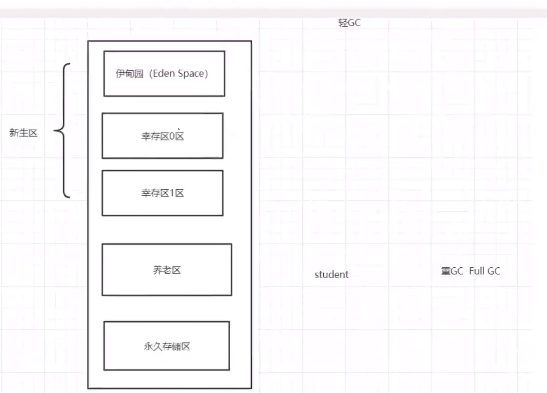 轻GC
伊甸园（Eden Space）
新生区
幸存区0区
幸存区1区
养老区
student
重GC Full GC
永久存储区